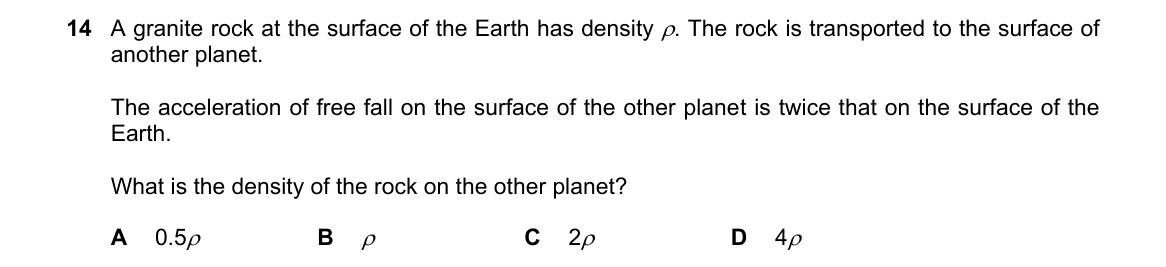 14 A granite rock at the surface of the Earth has density ρ. The rock is transported to the surface of
another planet.
The acceleration of free fall on the surface of the other planet is twice that on the surface of the
Earth.
What is the density of the rock on the other planet?
A 0.5ρ B ρ C 2ρ D 4ρ